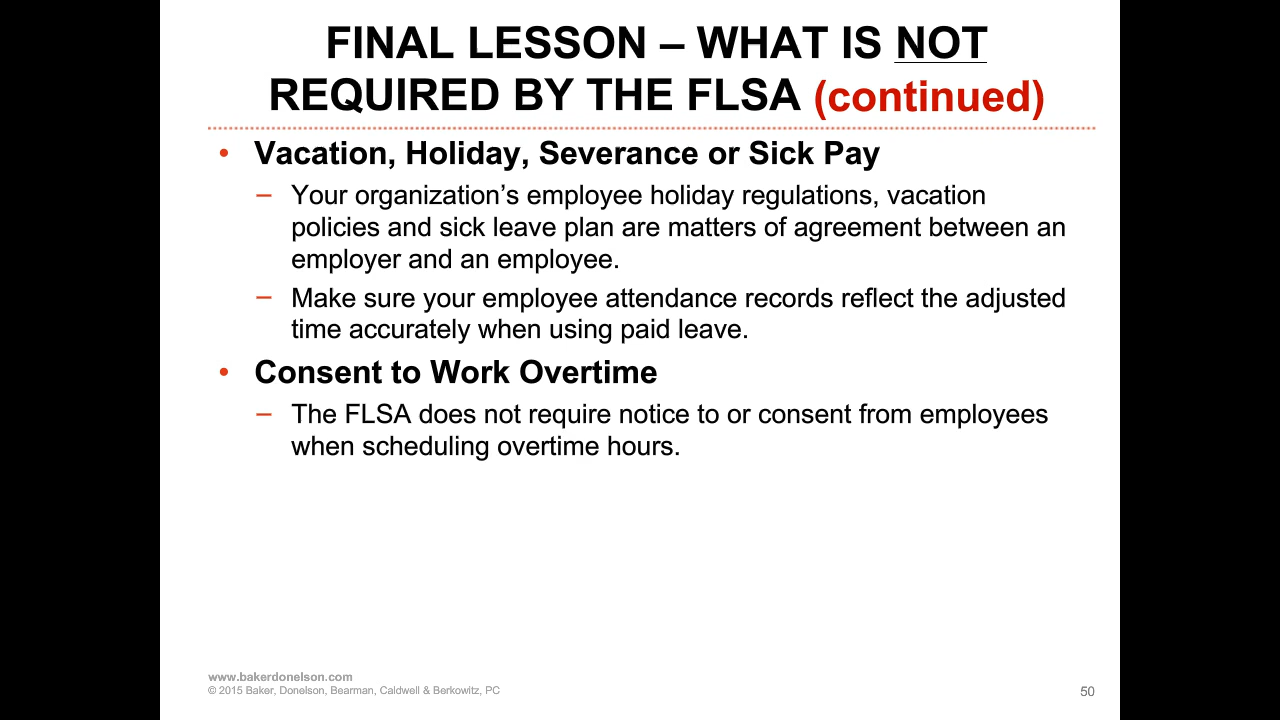 FINAL LESSON – WHAT IS NOT
REQUIRED BY THE FLSA (continued)
• Vacation, Holiday, Severance or Sick Pay
– Your organization’s employee holiday regulations, vacation
policies and sick leave plan are matters of agreement between an
employer and an employee.
– Make sure your employee attendance records reflect the adjusted
time accurately when using paid leave.
• Consent to Work Overtime
– The FLSA does not require notice to or consent from employees
when scheduling overtime hours.
www.bakerdonelson.com
© 2015 Baker, Donelson, Bearman, Caldwell & Berkowitz, PC
50